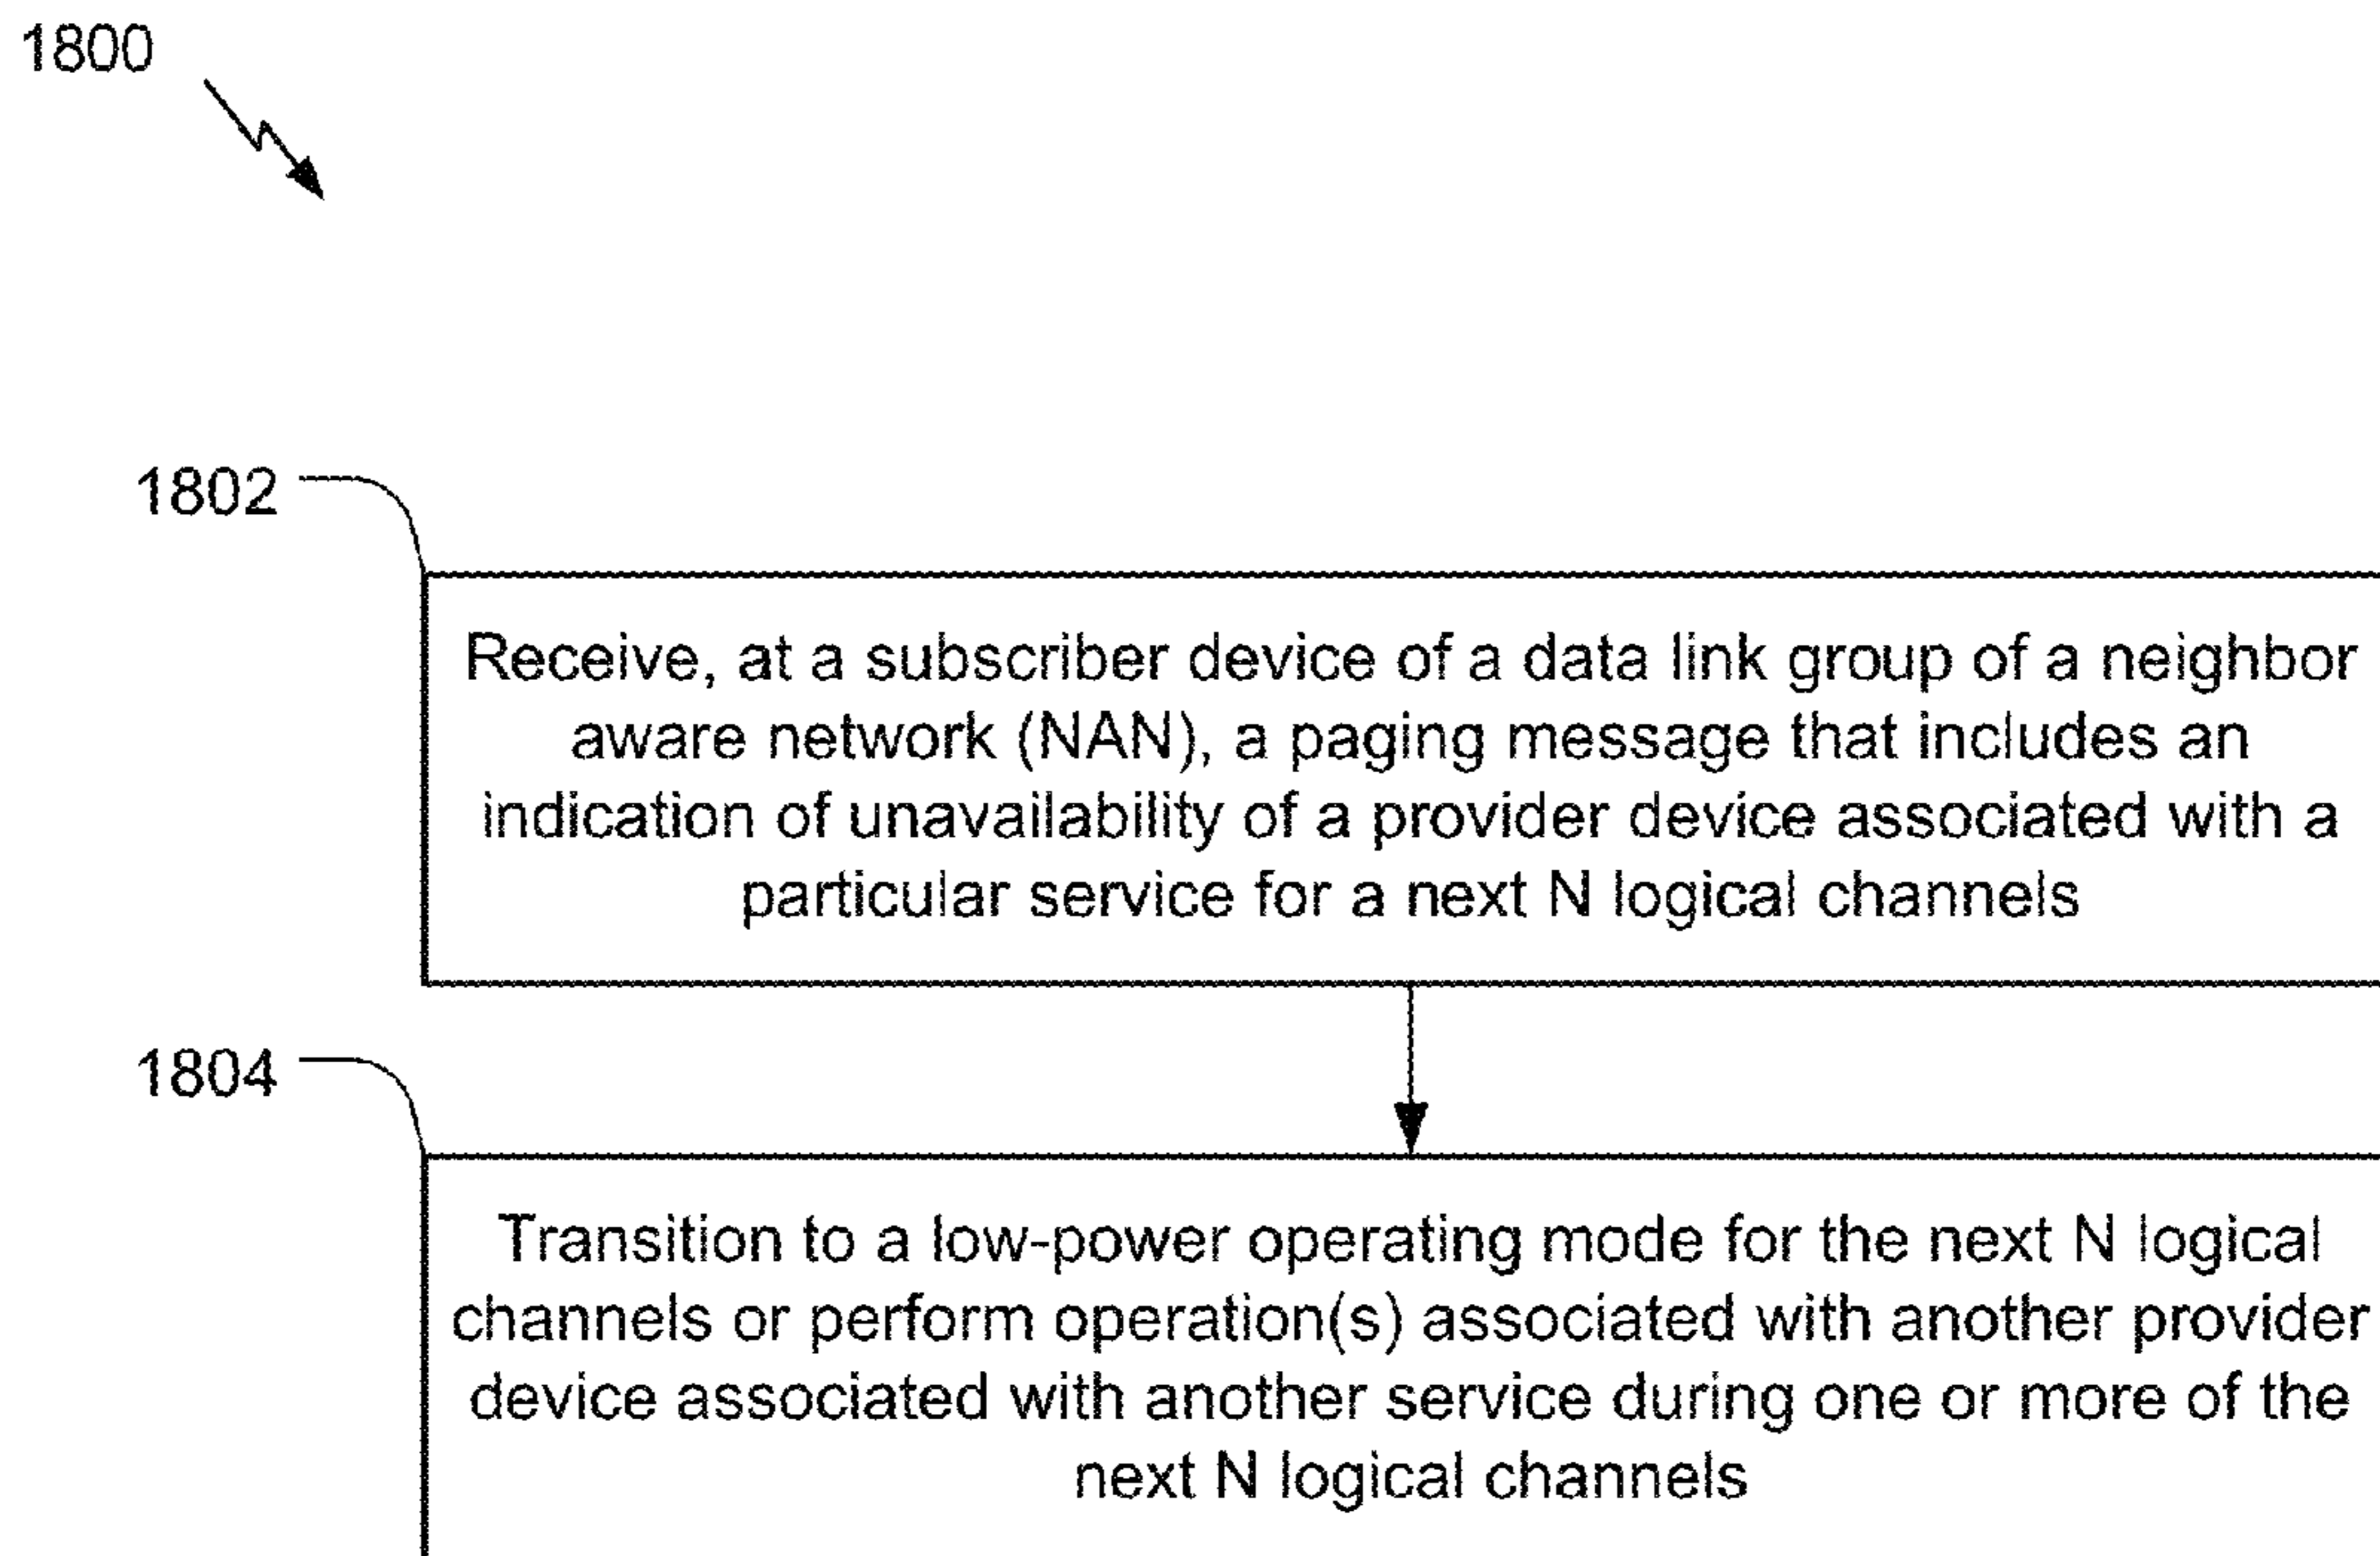 1800
1802
Receive, at a subscriber device of a data link group of a neighbor
aware network (NAN), a paging message that includes an
indication of unavailability of a provider device associated with a
particular service for a next N logical channels
1804
Transition to a low-power operating mode for the next N logical
channels or perform operation(s) associated with another provider
device associated with another service during one or more of the
next N logical channels